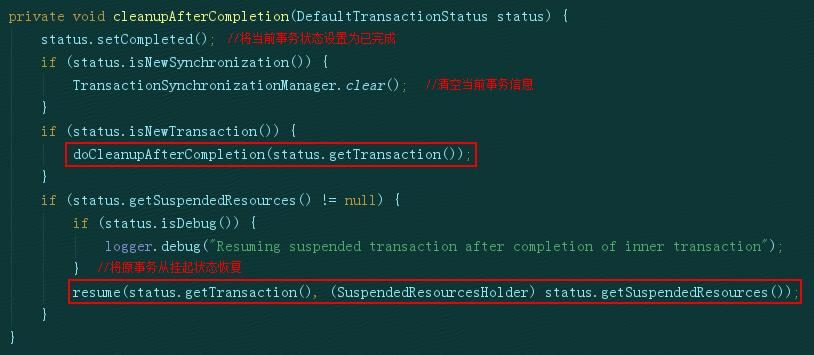 private void cleanupAfterCompletion(DefaultTransactionStatus status) {
status.setCompleted(); //将当前事务状态设置为已完成
if (status.isNewSynchronization()) {
TransactionSynchronizationManager.clear(); //清空当前事务信息
}
if (status.isNewTransaction()) {
doCleanupAfterCompletion(status.getTransaction());
}
if (status.getSuspendedResources() != null) {
if (status.isDebug()) {
logger.debug("Resuming suspended transaction after completion of inner transaction");
} //将原事务从挂起状态恢复
resume(status.getTransaction(), (SuspendedResourcesHolder) status.getSuspendedResources());
}
}